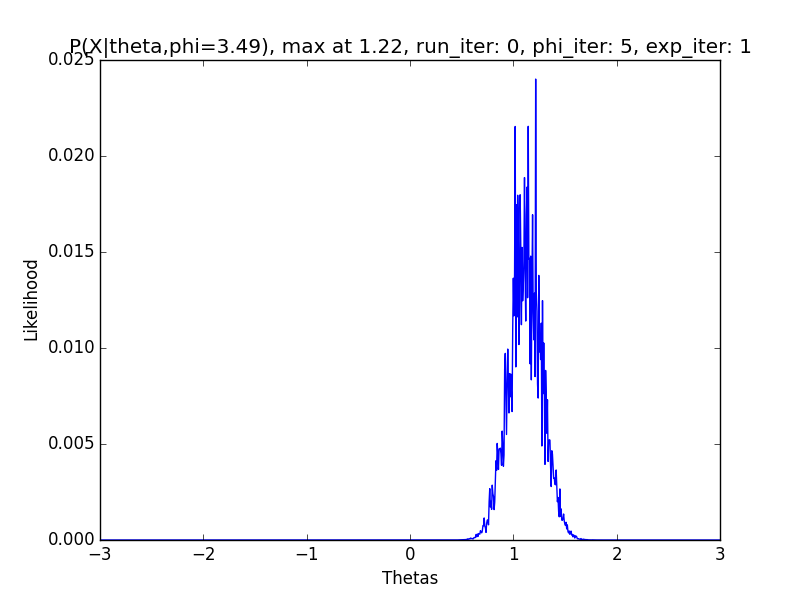 P(X|theta,phi=3.49), max at 1.22, run_iter: 0, phi_iter: 5, exp_iter: 1
0.025
0.020
0.015
0.010
0.005
0.000
Likelihood
−3 −2 −1 0 1 2 3
Thetas